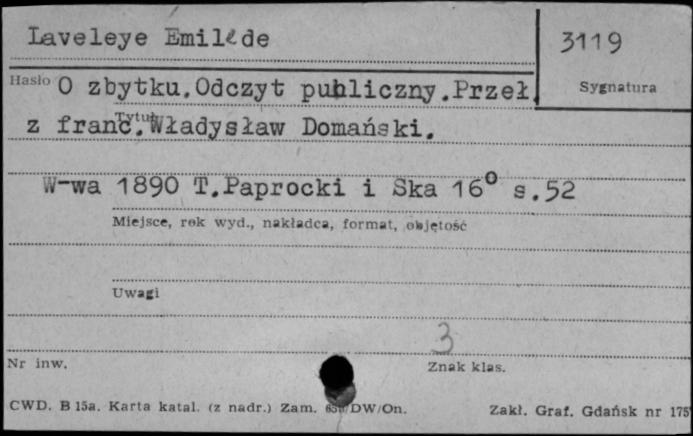 Laveleye Emil de
3119
Hasło
O zbytku.Odczyt publiczny.Przeł.
Sygnatura
Tytuł
z franc.Władysław Domański.
W-wa 1890 T.Paprocki i Ska 16° s.52
Miejsce, rok wyd., nakładca, format, objętość
Uwagi
3
Nr inw.
Znak klas.
CWD. B 15a. Karta katal. (z nadr.) Zam. /DW/On.
Zakł. Graf. Gdańsk nr 175